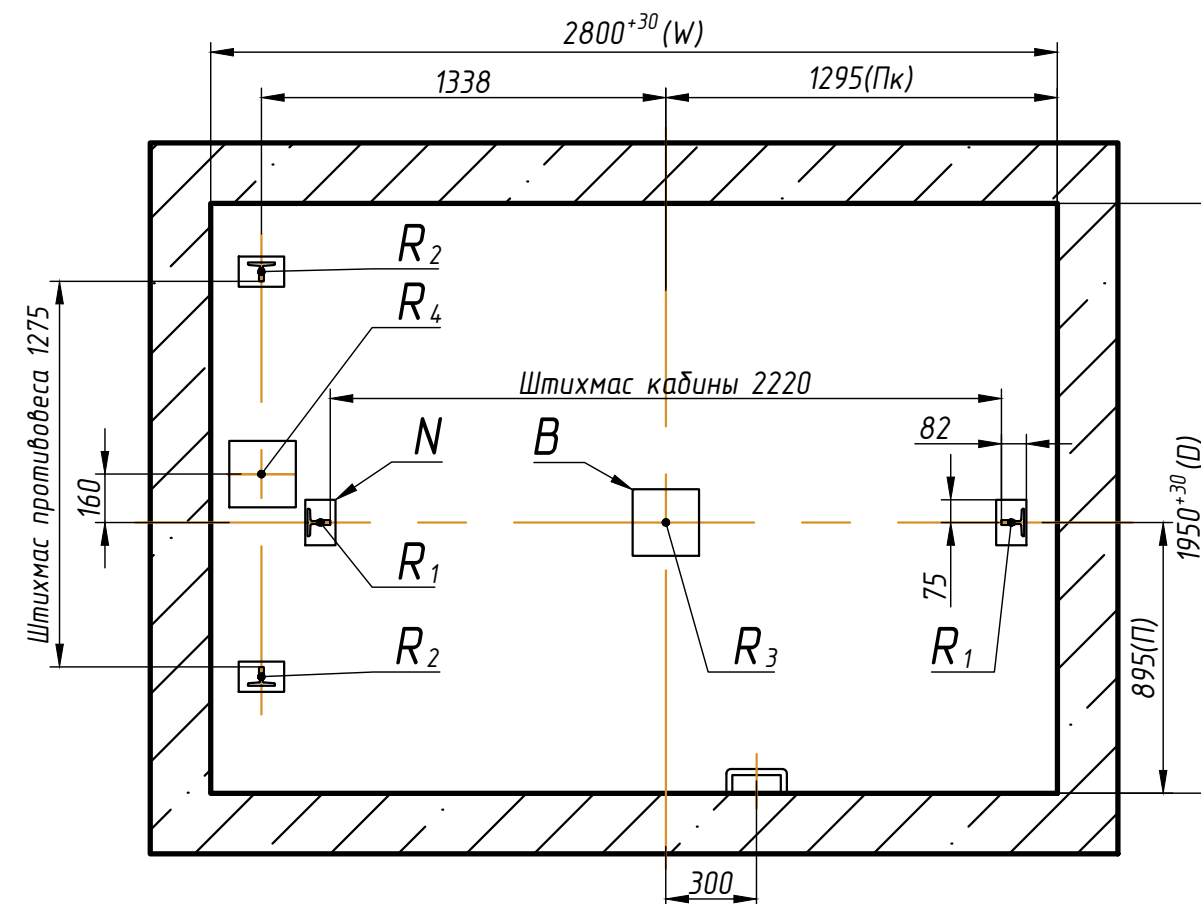 2800⁺³⁰(W)
1338
1295(Пк)
R₂
R₄
Штихмас противовеса 1275
Штихмас кабины 2220
N
B
82
160
1950⁺³⁰(D)
R₁
75
R₂
R₃
R₁
895(П)
300